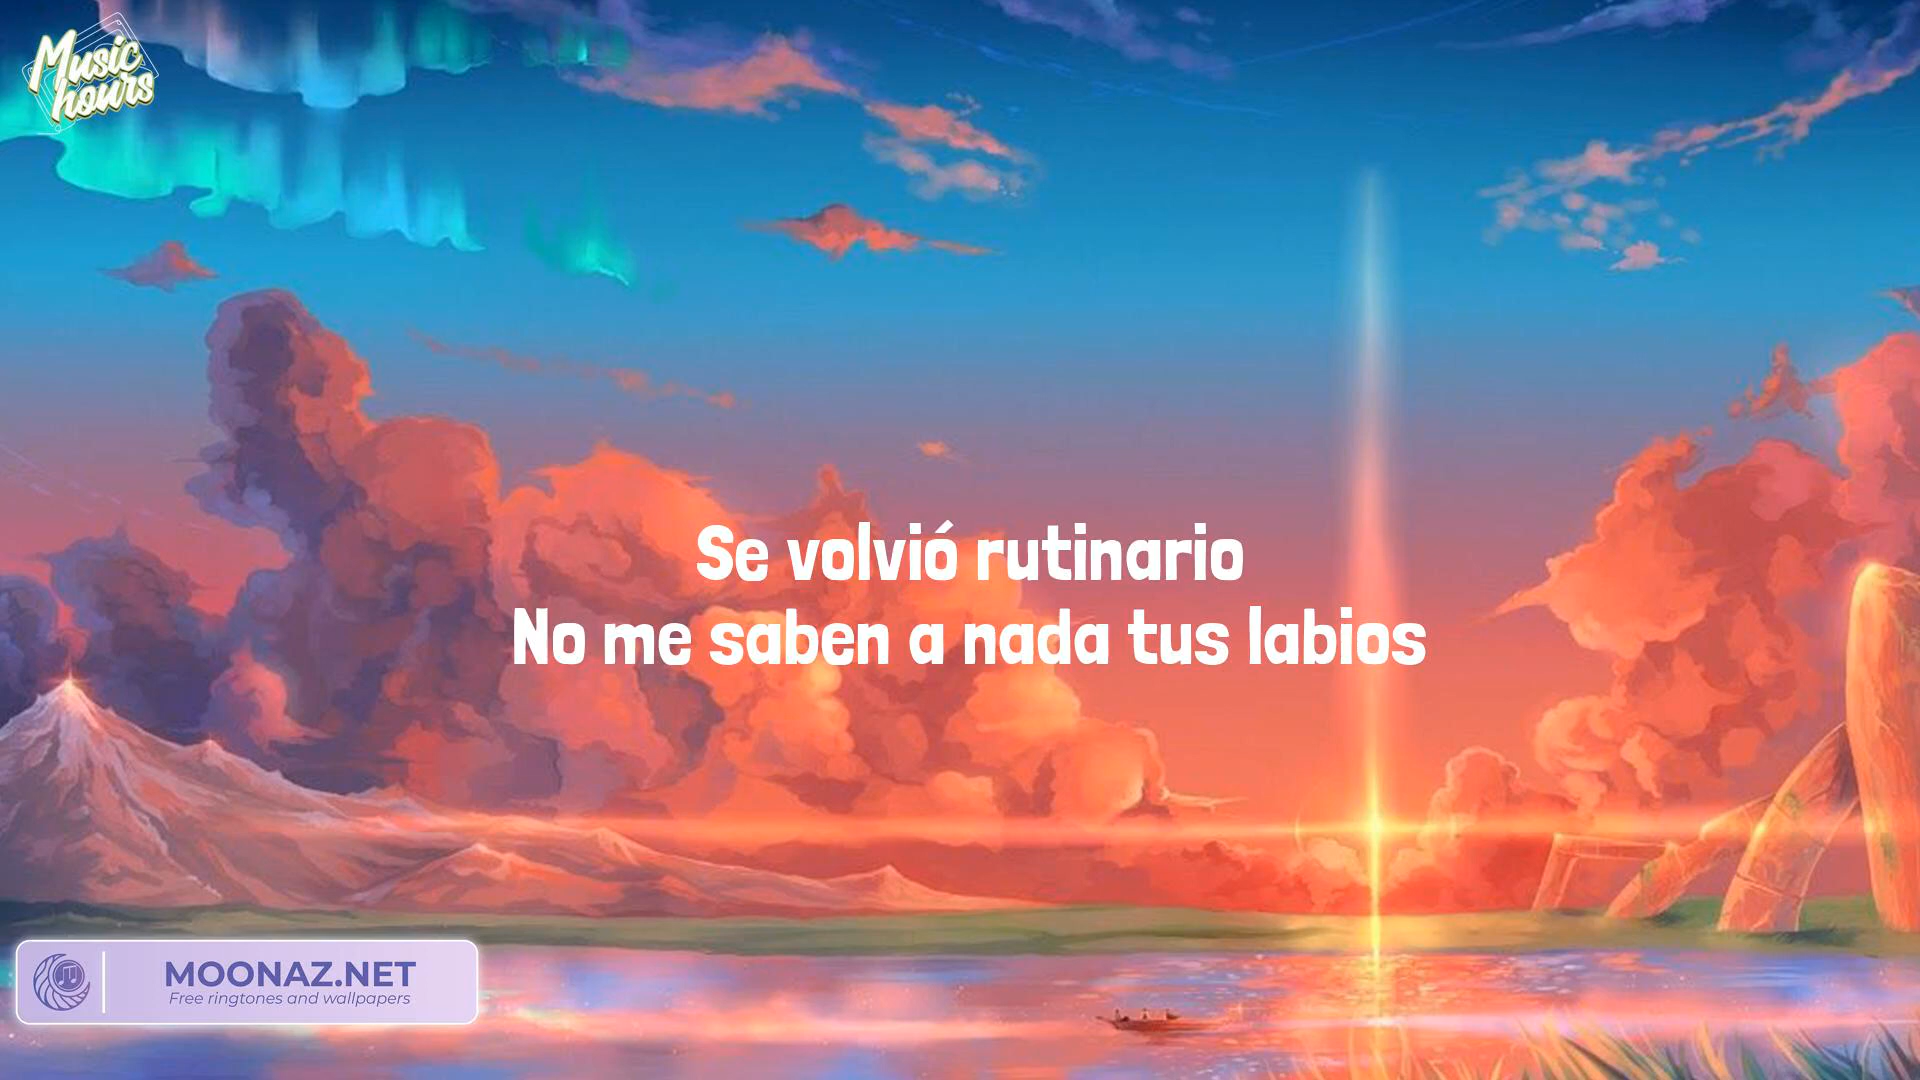 Music
hours
Se volvió rutinario
No me saben a nada tus labios
MOONAZ.NET
Free ringtones and wallpapers